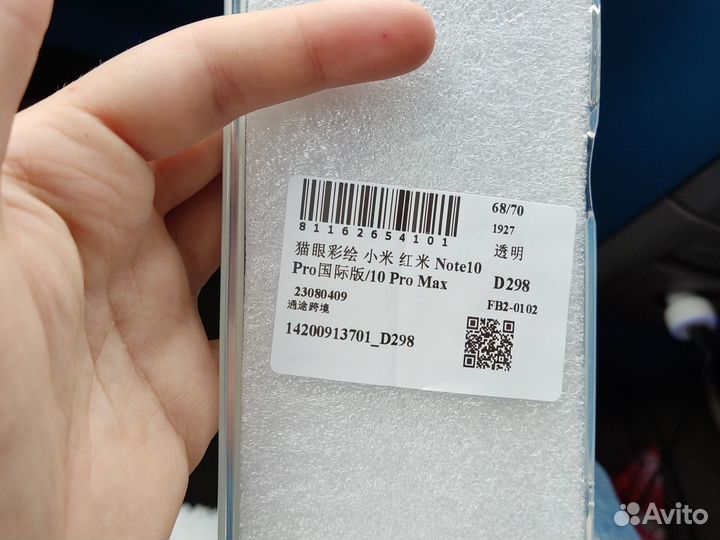 81162654101
68/70
1927
透明
猫眼彩绘 小米 红米 Note10
Pro国际版/10 Pro Max
D298
23080409
FB2-0102
通途跨境
14200913701_D298
Avito